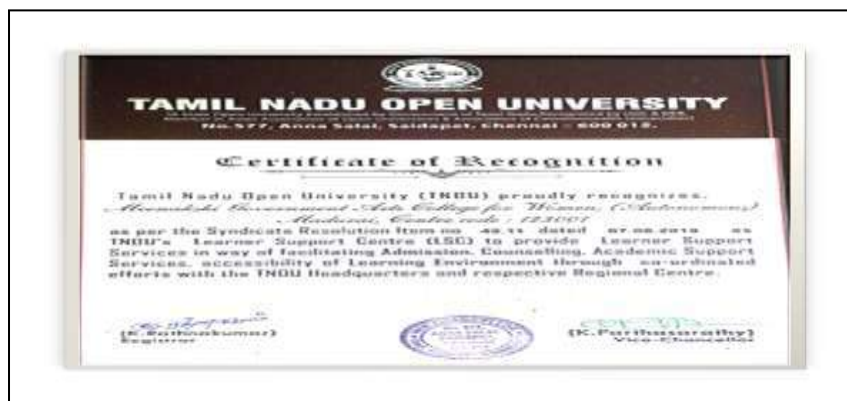 TAMIL NADU OPEN UNIVERSITY
No.577, Anna Salai, Saidapet, Chennai - 600 015.
Certificate of Recognition
Tamil Nadu Open University (TNOU) proudly recognizes,
Meenakshi Government Arts College for Women, (Autonomous)
Madurai, Centre code : 123001
as per the Syndicate Resolution Item no. dated as
TNOU's Learner Support Centre (LSC) to provide Learner Support
Services in way of facilitating Admission, Counselling, Academic Support
Services, accessibility of Learning Environment through co-ordinated
efforts with the TNOU Headquarters and respective Regional Centre.
(K.Rathnakumar)
Registrar
(K.Parthasarathy)
Vice-Chancellor